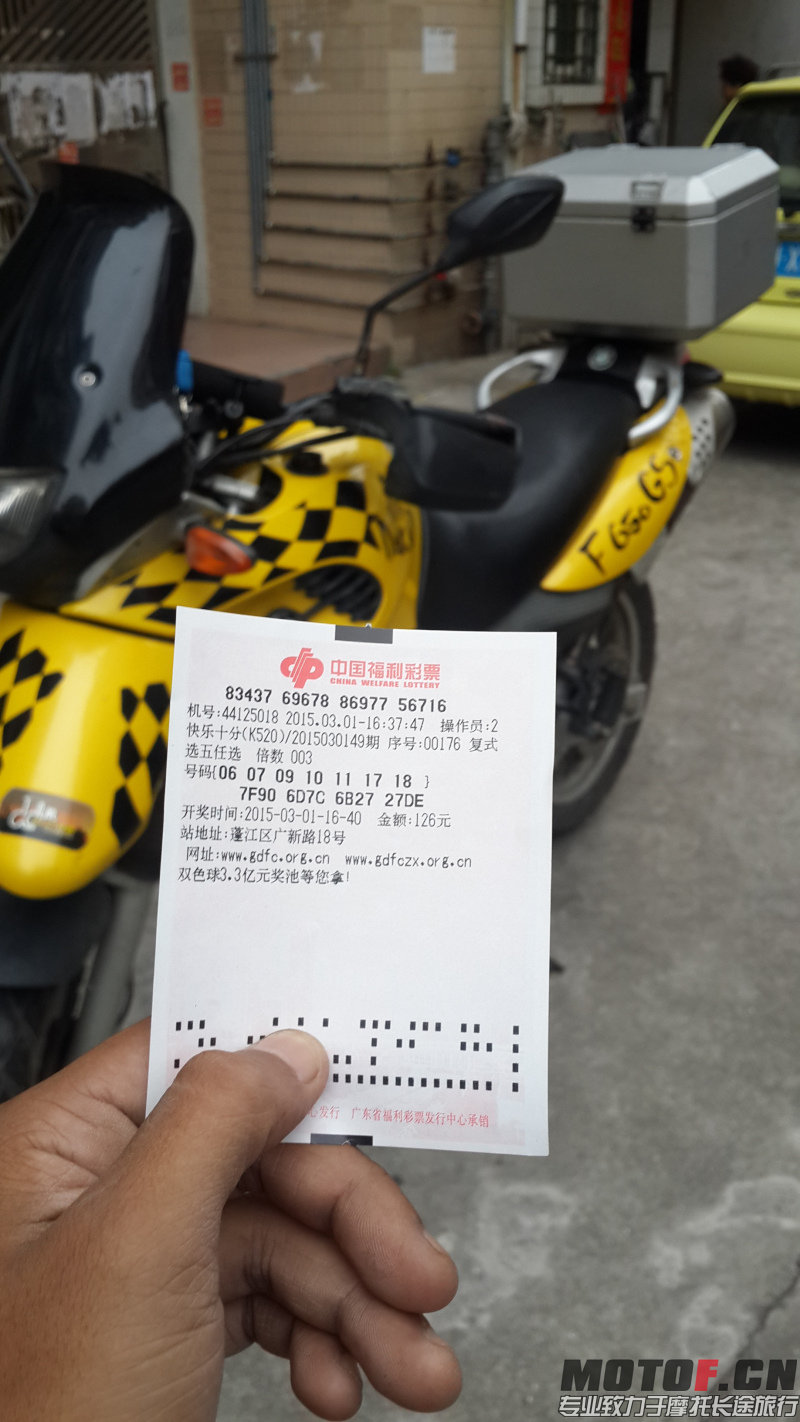 F 650 GS
中国福利彩票
CHINA WELFARE LOTTERY
83437 69678 86977 56716
机号:44125018 2015.03.01-16:37:47 操作员:2
快乐十分(K520)/2015030149期 序号:00176 复式
选五任选 倍数 003
号码{06 07 09 10 11 17 18 }
7F90 6D7C 6B27 27DE
开奖时间:2015-03-01-16-40 金额:126元
站地址:蓬江区广新路18号
网址:www.gdfc.org.cn www.gdfczx.org.cn
双色球3.3亿元奖池等您拿!
心发行 广东省福利彩票发行中心承销
MOTOF.CN
专业致力于摩托长途旅行